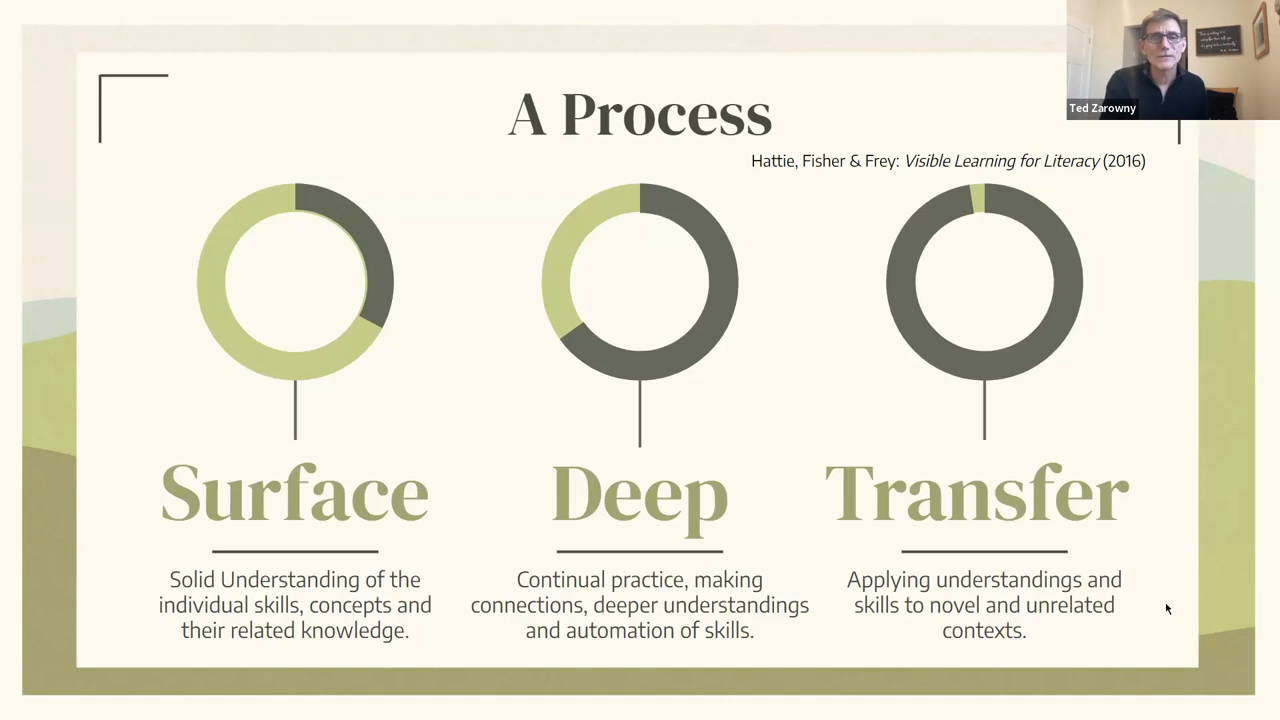 A Process
Ted Zarowny
Hattie, Fisher & Frey: Visible Learning for Literacy (2016)
Surface
Solid Understanding of the
individual skills, concepts and
their related knowledge.
Deep
Continual practice, making
connections, deeper understandings
and automation of skills.
Transfer
Applying understandings and
skills to novel and unrelated
contexts.